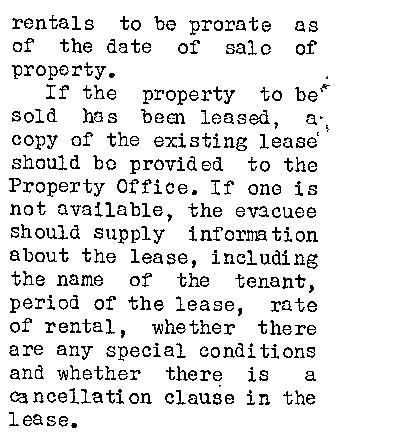 rentals to be prorate as
of the date of sale of
property.
If the property to be
sold has been leased, a
copy of the existing lease
should be provided to the
Property Office. If one is
not available, the evacuee
should supply information
about the lease, including
the name of the tenant,
period of the lease, rate
of rental, whether there
are any special conditions
and whether there is a
cancellation clause in the
lease.